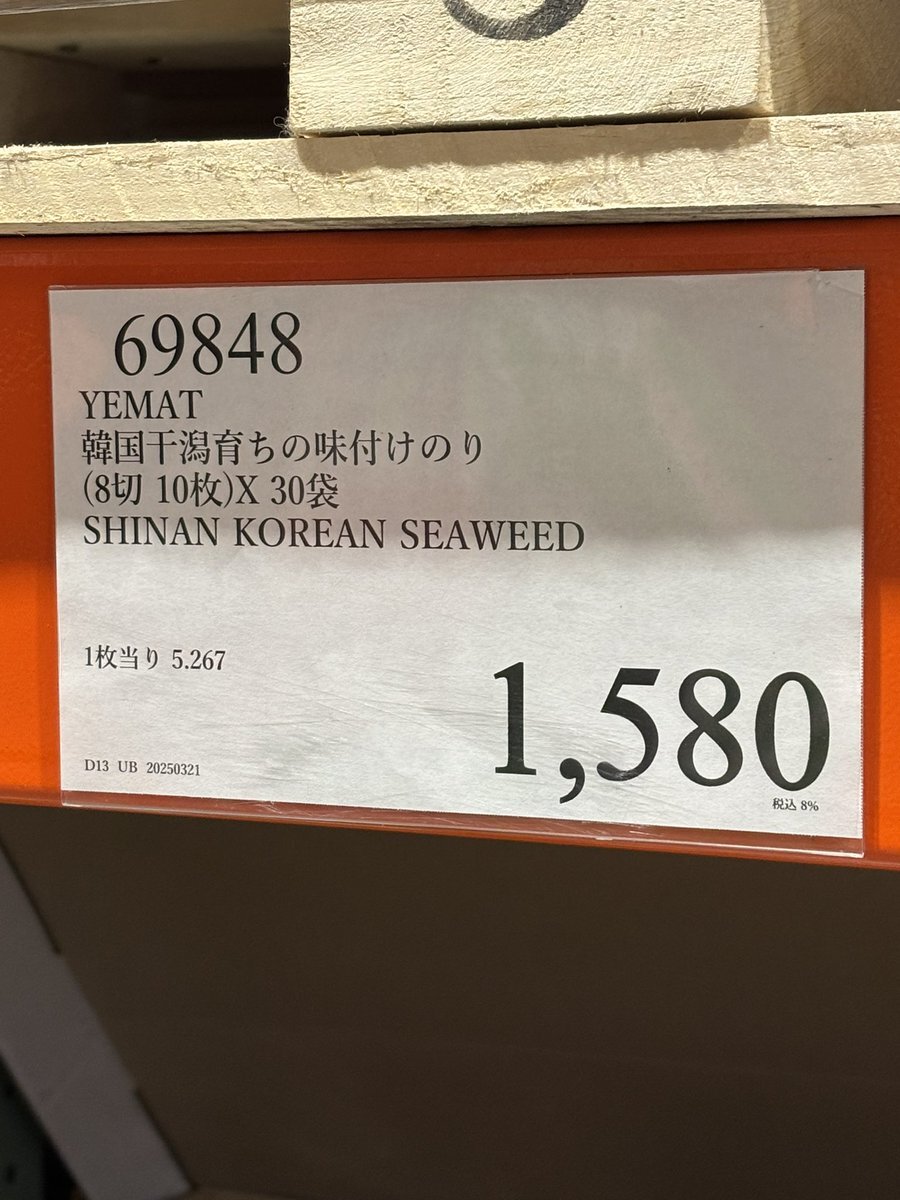 69848
YEMAT
韓国干潟育ちの味付けのり
(8切 10枚)X 30袋
SHINAN KOREAN SEAWEED
1枚当り 5.267
1,580
税込 8%
D13 UB 20250321